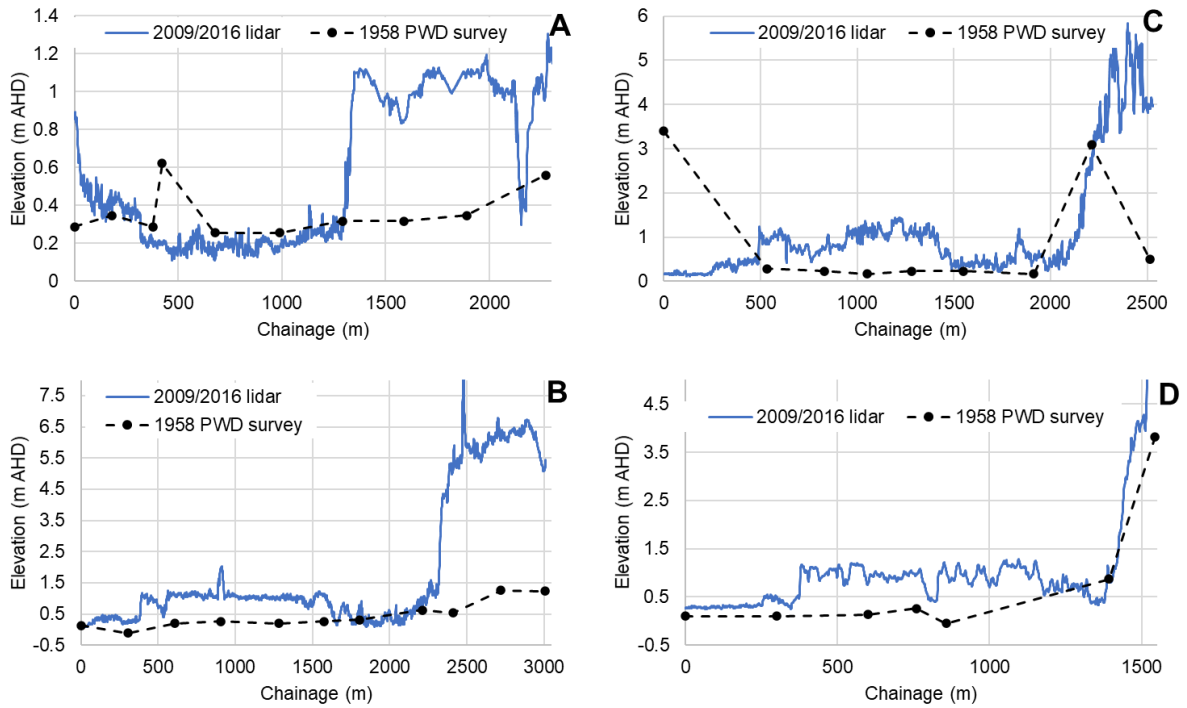 A
2009/2016 lidar
1958 PWD survey
Elevation (m AHD)
1.4
1.2
1
0.8
0.6
0.4
0.2
0
0 500 1000 1500 2000
Chainage (m)
C
2009/2016 lidar
1958 PWD survey
Elevation (m AHD)
6
5
4
3
2
1
0
0 500 1000 1500 2000 2500
Chainage (m)
B
2009/2016 lidar
1958 PWD survey
Elevation (m AHD)
7.5
6.5
5.5
4.5
3.5
2.5
1.5
0.5
-0.5
0 500 1000 1500 2000 2500 3000
Chainage (m)
D
2009/2016 lidar
1958 PWD survey
Elevation (m AHD)
4.5
3.5
2.5
1.5
0.5
-0.5
0 500 1000 1500
Chainage (m)